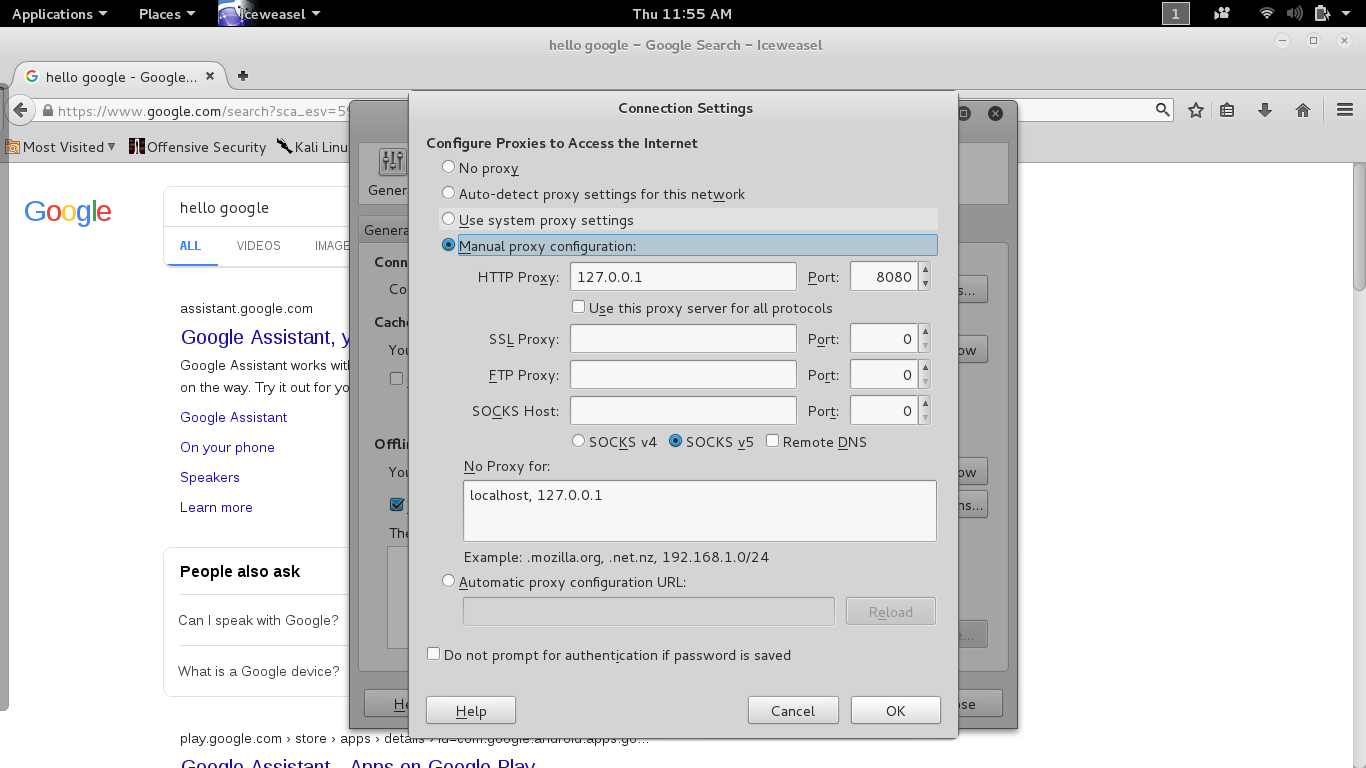 Applications Places Iceweasel Thu 11:55 AM 1
hello google - Google Search - Iceweasel
hello google - Google...
https://www.google.com/search?sca_esv=59
Most Visited Offensive Security Kali Linu
Google
hello google
ALL VIDEOS IMAGE
assistant.google.com
Google Assistant, y
Google Assistant works wit
on the way. Try it out for yo
Google Assistant
On your phone
Speakers
Learn more
People also ask
Can I speak with Google?
What is a Google device?
play.google.com › store › apps › details › id=com.google.android.apps.go...
Google Assistant - Apps on Google Play
Genera
Genera
Conn
Co
s...
Cache
You
ow
Offlin
You
ow
ns...
The
e...
He
ose
Connection Settings
Configure Proxies to Access the Internet
No proxy
Auto-detect proxy settings for this network
Use system proxy settings
Manual proxy configuration:
HTTP Proxy: 127.0.0.1 Port: 8080
Use this proxy server for all protocols
SSL Proxy: Port: 0
FTP Proxy: Port: 0
SOCKS Host: Port: 0
SOCKS v4 SOCKS v5 Remote DNS
No Proxy for:
localhost, 127.0.0.1
Example: .mozilla.org, .net.nz, 192.168.1.0/24
Automatic proxy configuration URL:
Reload
Do not prompt for authentication if password is saved
Help Cancel OK